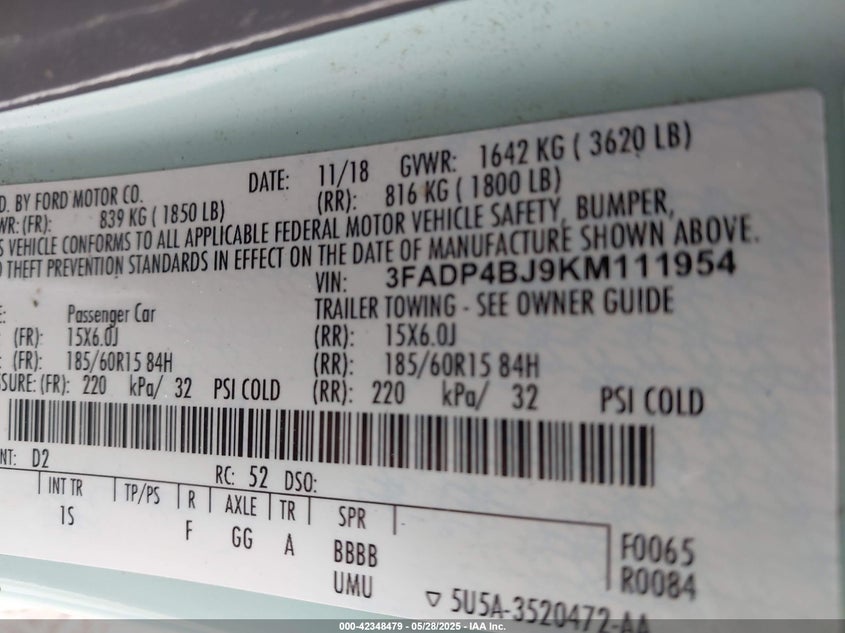 D. BY FORD MOTOR CO. DATE: 11/18 GVWR: 1642 KG ( 3620 LB)
WR: (FR): 839 KG ( 1850 LB) (RR): 816 KG ( 1800 LB)
S VEHICLE CONFORMS TO ALL APPLICABLE FEDERAL MOTOR VEHICLE SAFETY, BUMPER,
D THEFT PREVENTION STANDARDS IN EFFECT ON THE DATE OF MANUFACTURE SHOWN ABOVE.
VIN: 3FADP4BJ9KM111954
E: Passenger Car TRAILER TOWING - SEE OWNER GUIDE
(FR): 15X6.0J (RR): 15X6.0J
(FR): 185/60R15 84H (RR): 185/60R15 84H
SSURE: (FR): 220 kPa/ 32 PSI COLD (RR): 220 kPa/ 32 PSI COLD
NT: D2 RC: 52 DSO:
INT TR TP/PS R AXLE TR SPR
1S F GG A BBBB F0065
UMU R0084
5U5A-3520472-AA
000-42348479 - 05/28/2025 - IAA, Inc.